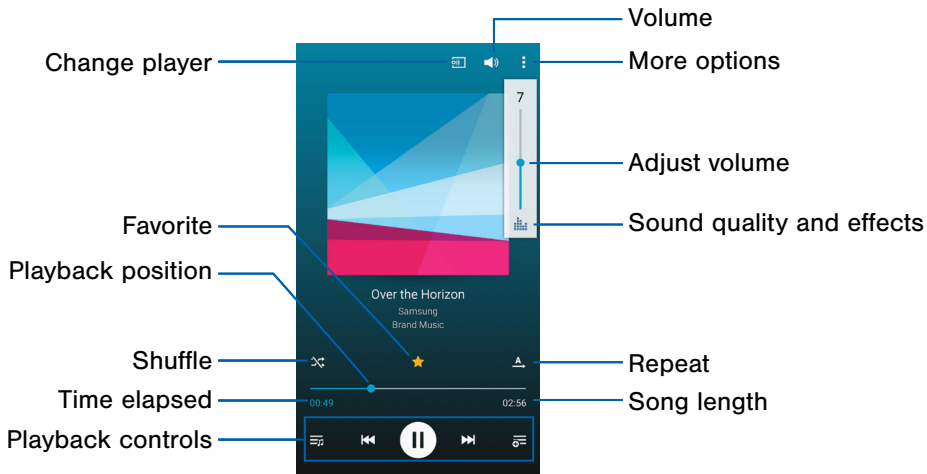 Volume
Change player
More options
7
Adjust volume
Sound quality and effects
Favorite
Playback position
Over the Horizon
Samsung
Brand Music
Shuffle
A
Repeat
Time elapsed
00:49
02:56
Song length
Playback controls